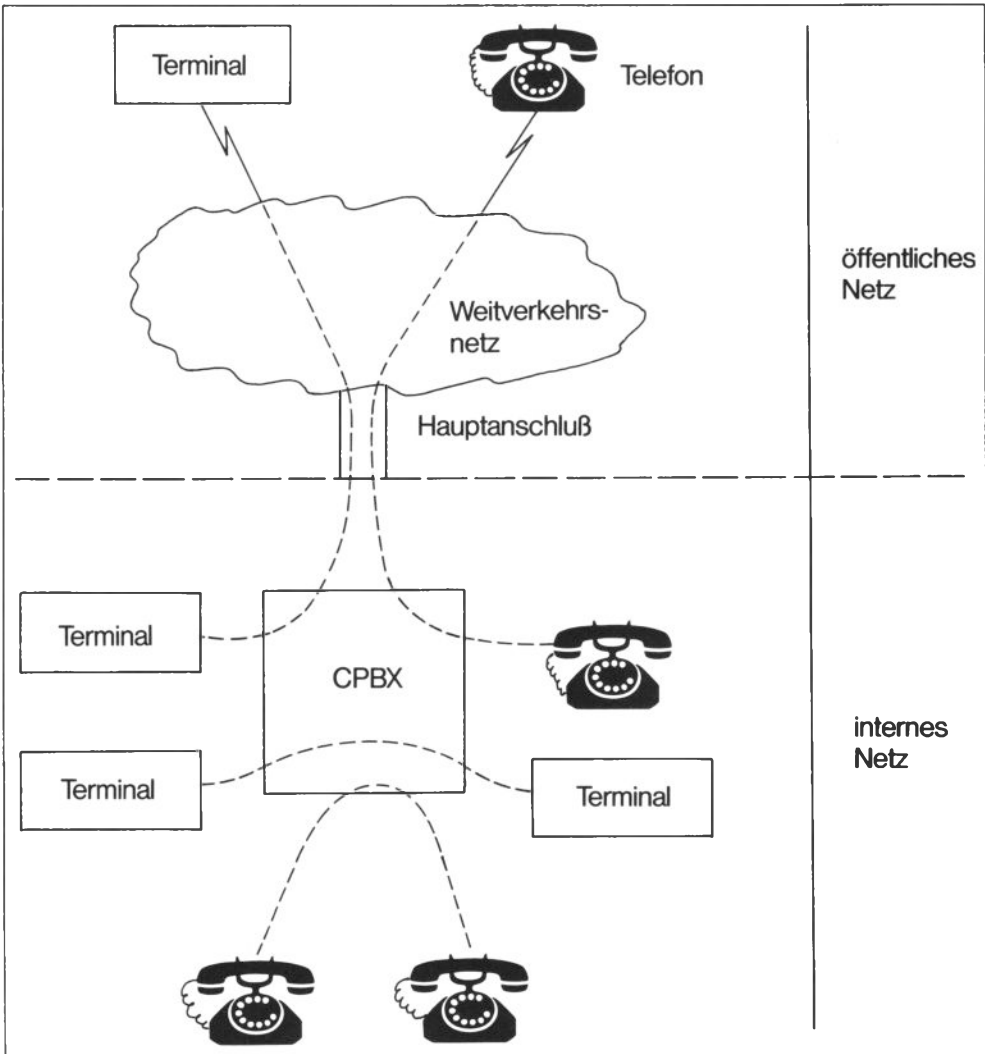 Terminal
Telefon
öffentliches
Netz
Weitverkehrs-
netz
Hauptanschluß
Terminal
CPBX
internes
Netz
Terminal
Terminal